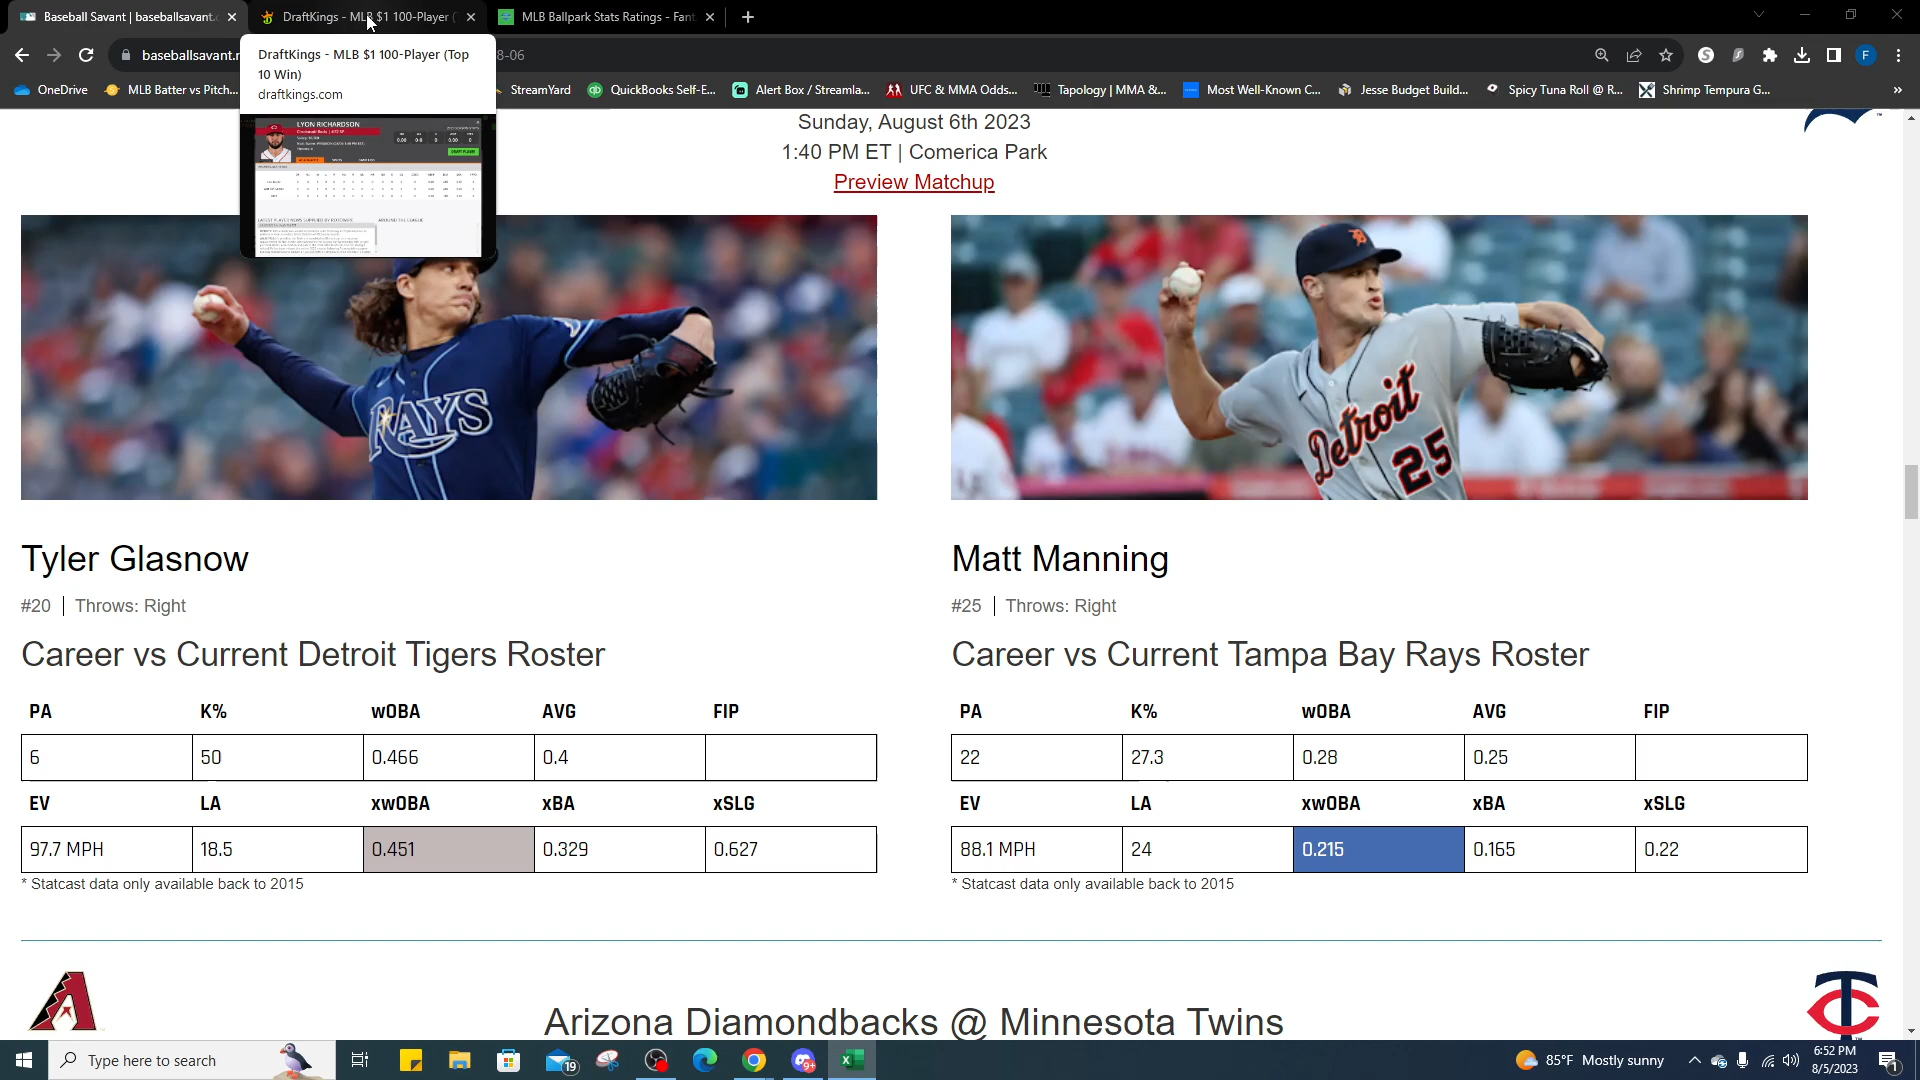 Baseball Savant | baseballsavant.
DraftKings - MLB $1 100-Player (
MLB Ballpark Stats Ratings - Fant
baseballsavant.
8-06
DraftKings - MLB $1 100-Player (Top
10 Win)
draftkings.com
OneDrive
MLB Batter vs Pitch...
StreamYard
QuickBooks Self-E...
Alert Box / Streamla...
UFC & MMA Odds...
Tapology | MMA &...
Most Well-Known C...
Jesse Budget Build...
Spicy Tuna Roll @ R...
Shrimp Tempura G...
»
F
LYON RICHARDSON
Sunday, August 6th 2023
1:40 PM ET | Comerica Park
Preview Matchup
RAYS
Detroit
25
Tyler Glasnow
#20 | Throws: Right
Career vs Current Detroit Tigers Roster
PA K% wOBA AVG FIP
6 50 0.466 0.4
EV LA xwOBA xBA xSLG
97.7 MPH 18.5 0.451 0.329 0.627
* Statcast data only available back to 2015
Matt Manning
#25 | Throws: Right
Career vs Current Tampa Bay Rays Roster
PA K% wOBA AVG FIP
22 27.3 0.28 0.25
EV LA xwOBA xBA xSLG
88.1 MPH 24 0.215 0.165 0.22
* Statcast data only available back to 2015
Arizona Diamondbacks @ Minnesota Twins
Type here to search
19
9+
85°F Mostly sunny
6:52 PM
8/5/2023
1